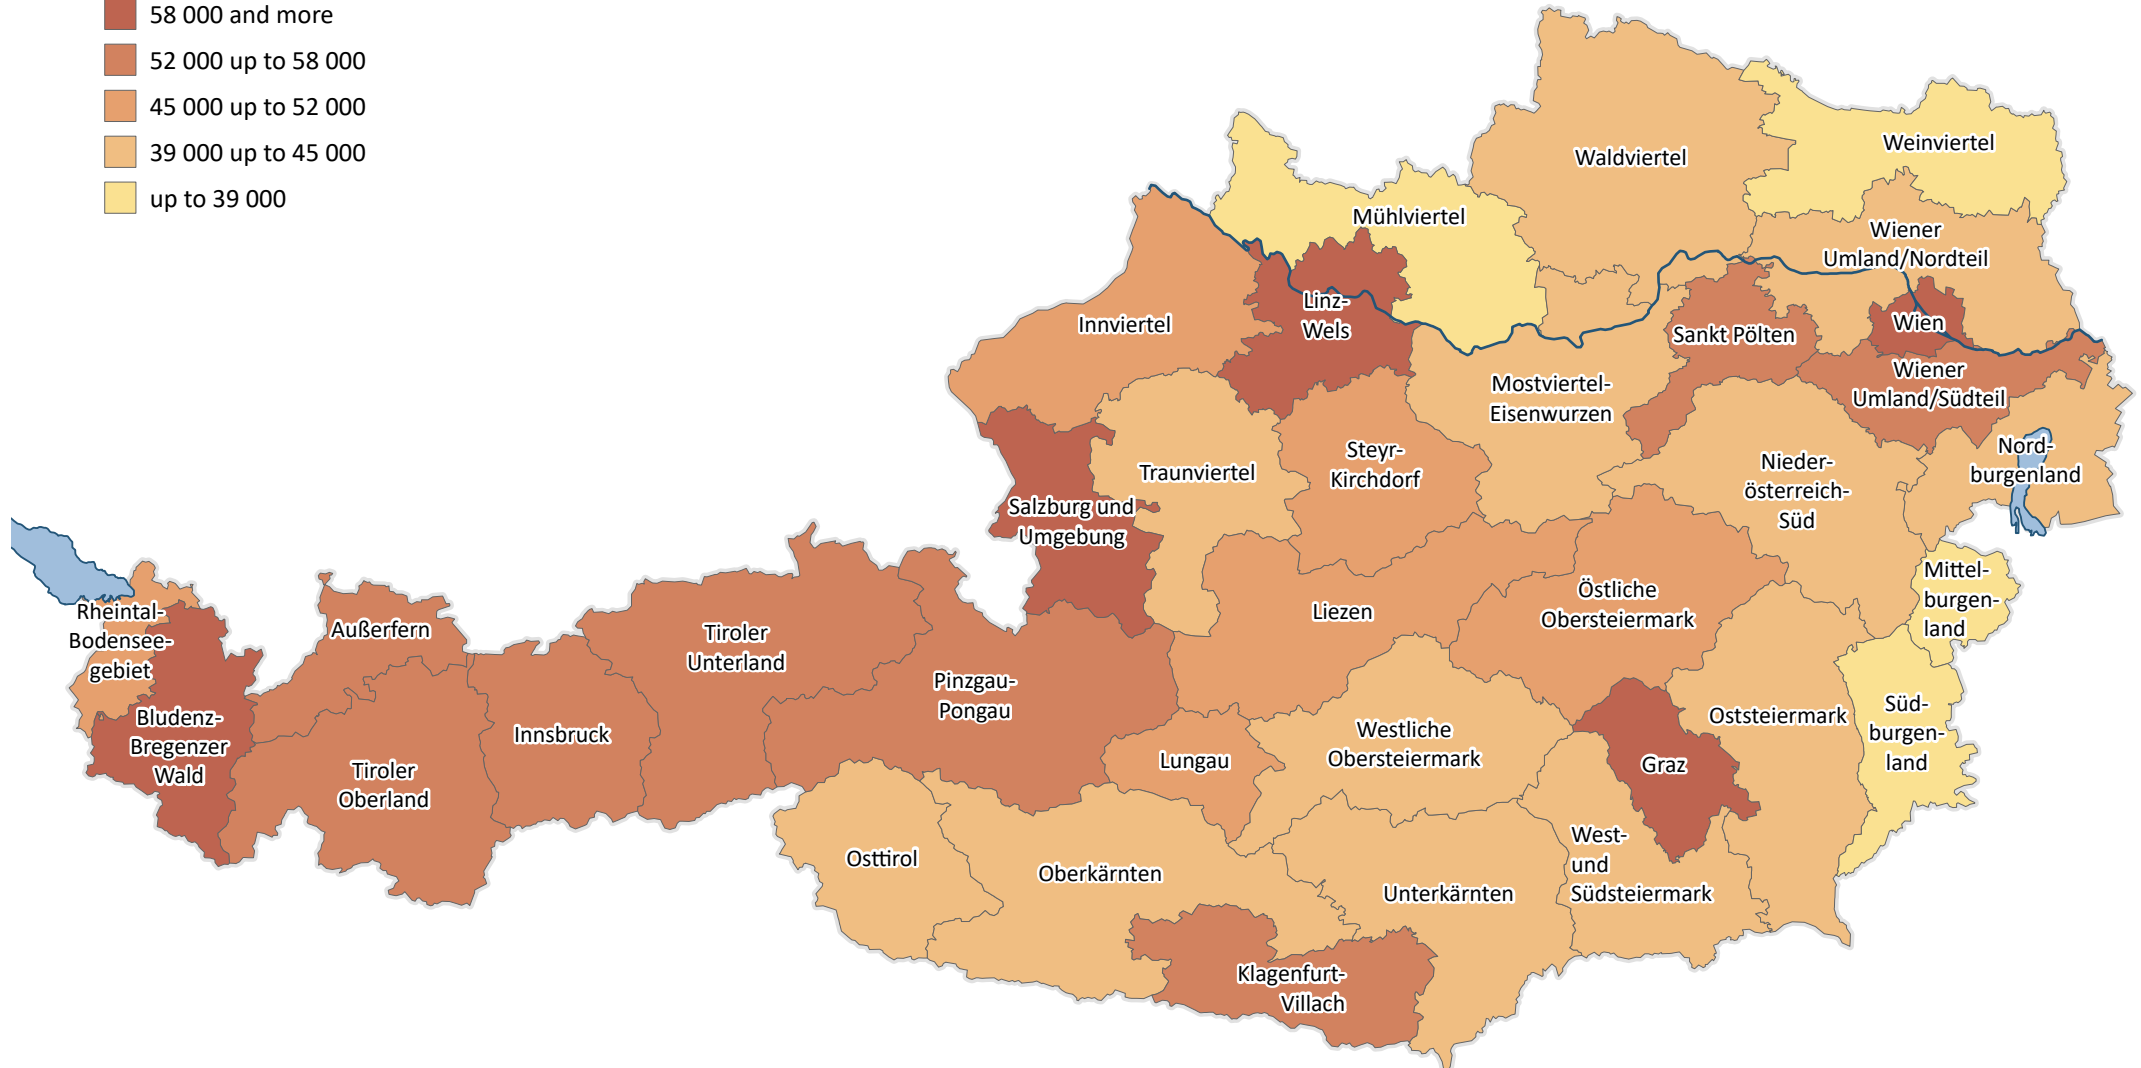 58 000 and more
52 000 up to 58 000
45 000 up to 52 000
39 000 up to 45 000
up to 39 000
Waldviertel
Weinviertel
Mühlviertel
Wiener
Umland/Nordteil
Linz-
Wels
Innviertel
Wien
Sankt Pölten
Wiener
Umland/Südteil
Mostviertel-
Eisenwurzen
Nord-
burgenland
Steyr-
Kirchdorf
Traunviertel
Nieder-
österreich-
Süd
Salzburg und
Umgebung
Mittel-
burgen-
land
Rheintal-
Bodensee-
gebiet
Außerfern
Tiroler
Unterland
Liezen
Östliche
Obersteiermark
Pinzgau-
Pongau
Bludenz-
Bregenzer
Wald
Innsbruck
Tiroler
Oberland
Lungau
Westliche
Obersteiermark
Graz
Oststeiermark
Süd-
burgen-
land
Osttirol
Oberkärnten
Unterkärnten
West-
und
Südsteiermark
Klagenfurt-
Villach